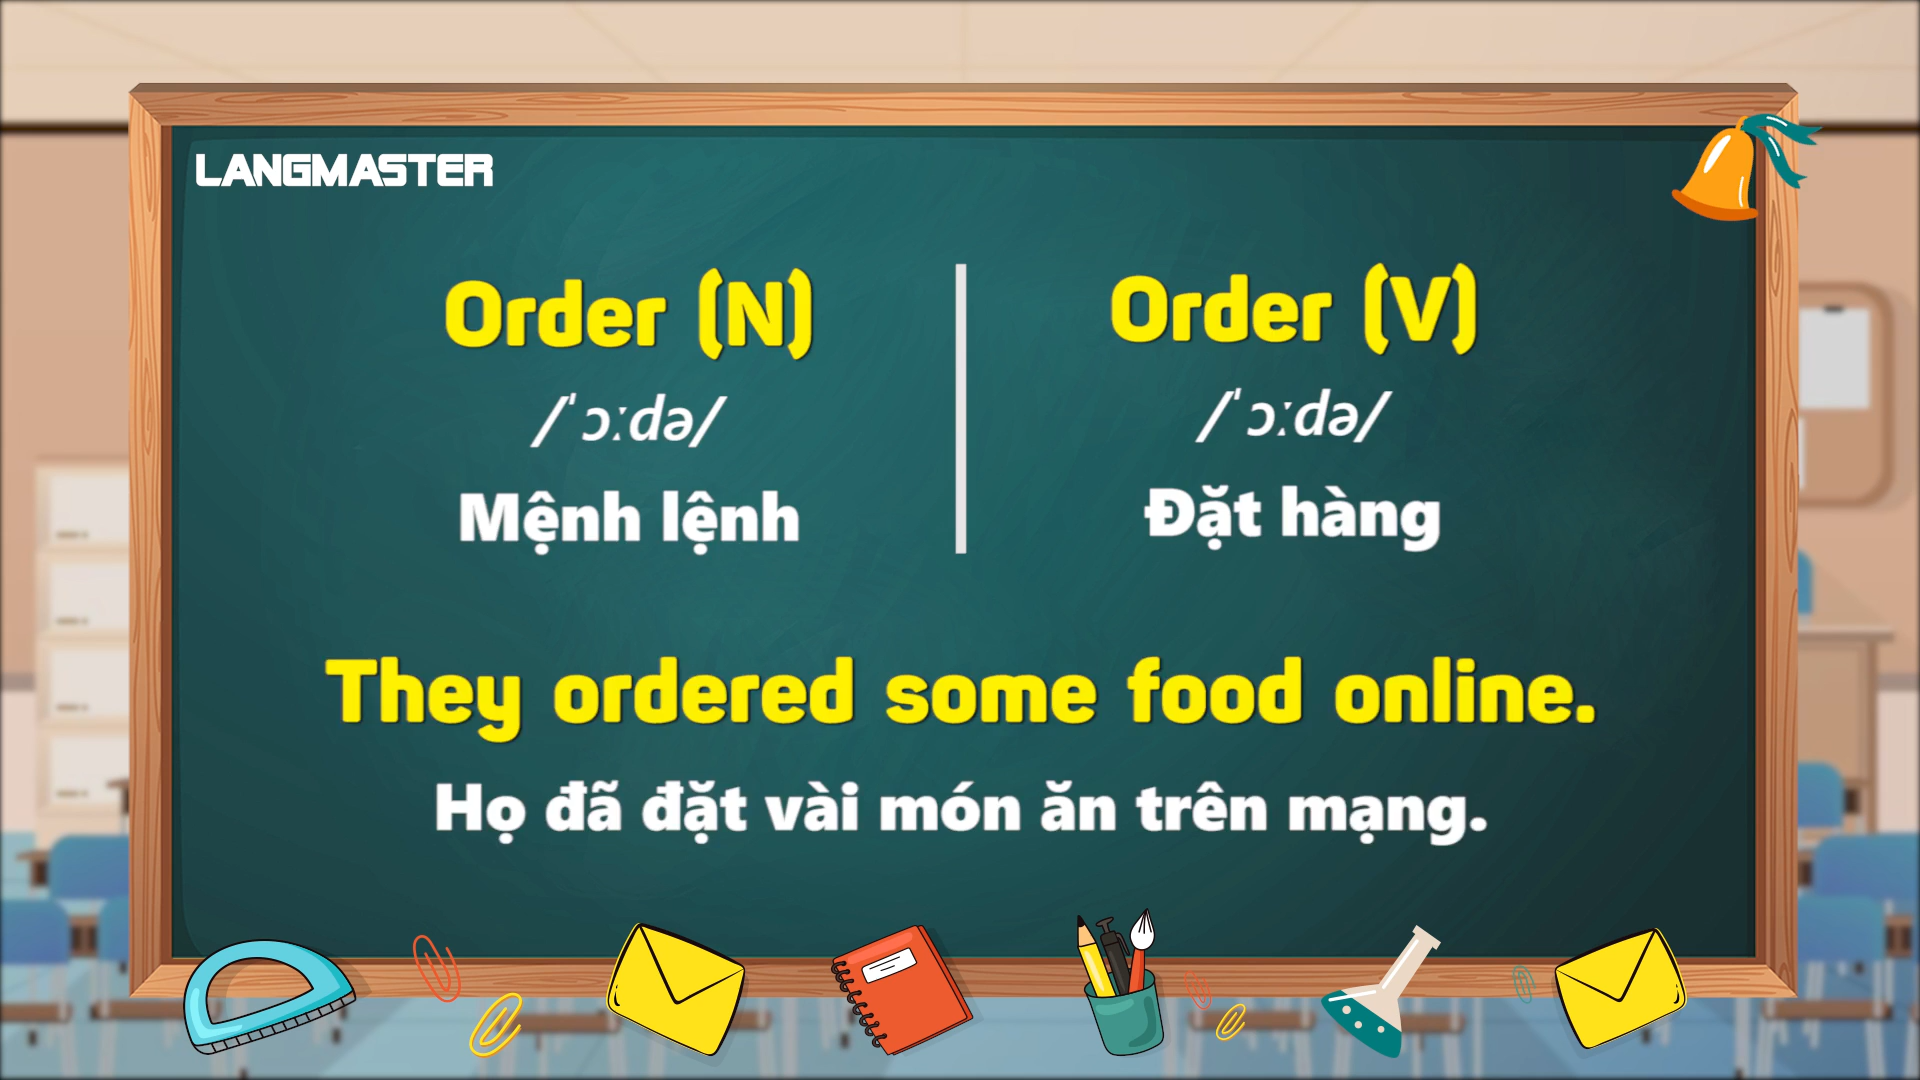 LANGMASTER
Order (N)
/ˈɔːdə/
Mệnh lệnh
Order (V)
/ˈɔːdə/
Đặt hàng
They ordered some food online.
Họ đã đặt vài món ăn trên mạng.